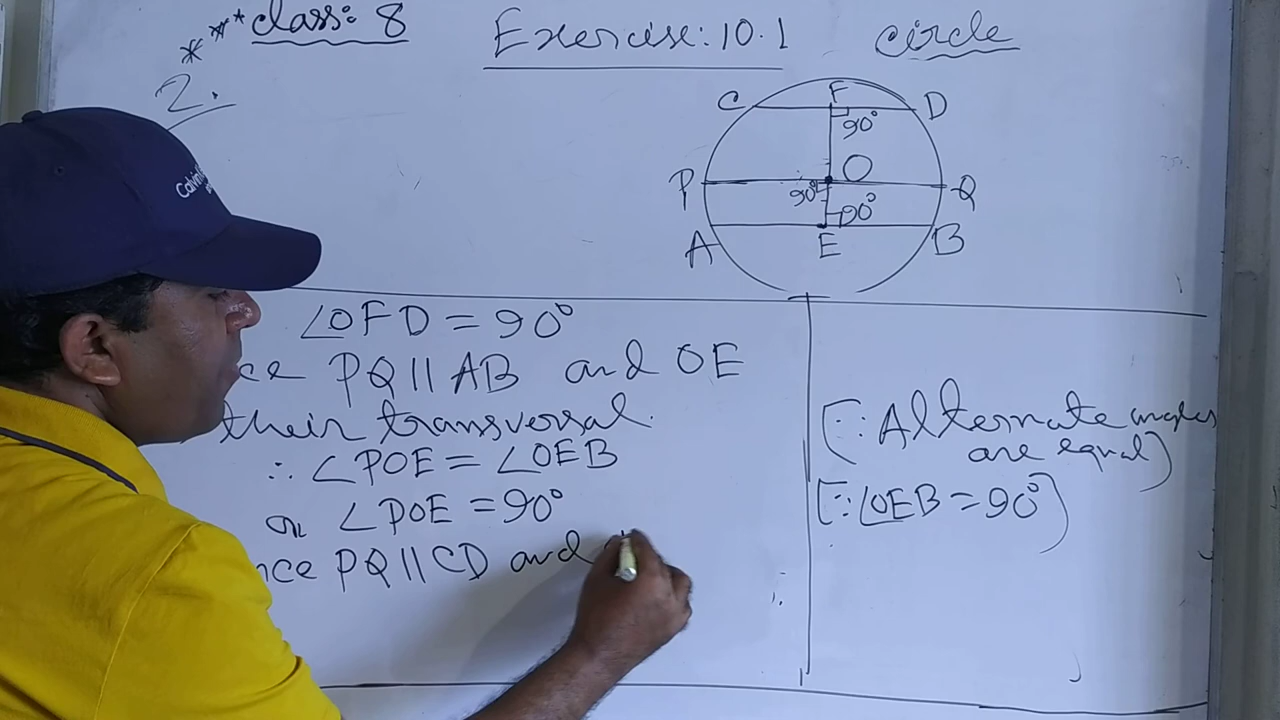 *** class: 8
Exercise: 10.1
circle
2.
C F D
90°
P O Q
90°
90°
A E B
∠OFD = 90°
ce PQ || AB and OE
their transversal.
∴ ∠POE = ∠OEB
or ∠POE = 90°
nce PQ || CD and
[∵ Alternate angles
are equal)
[∵ ∠OEB = 90°)